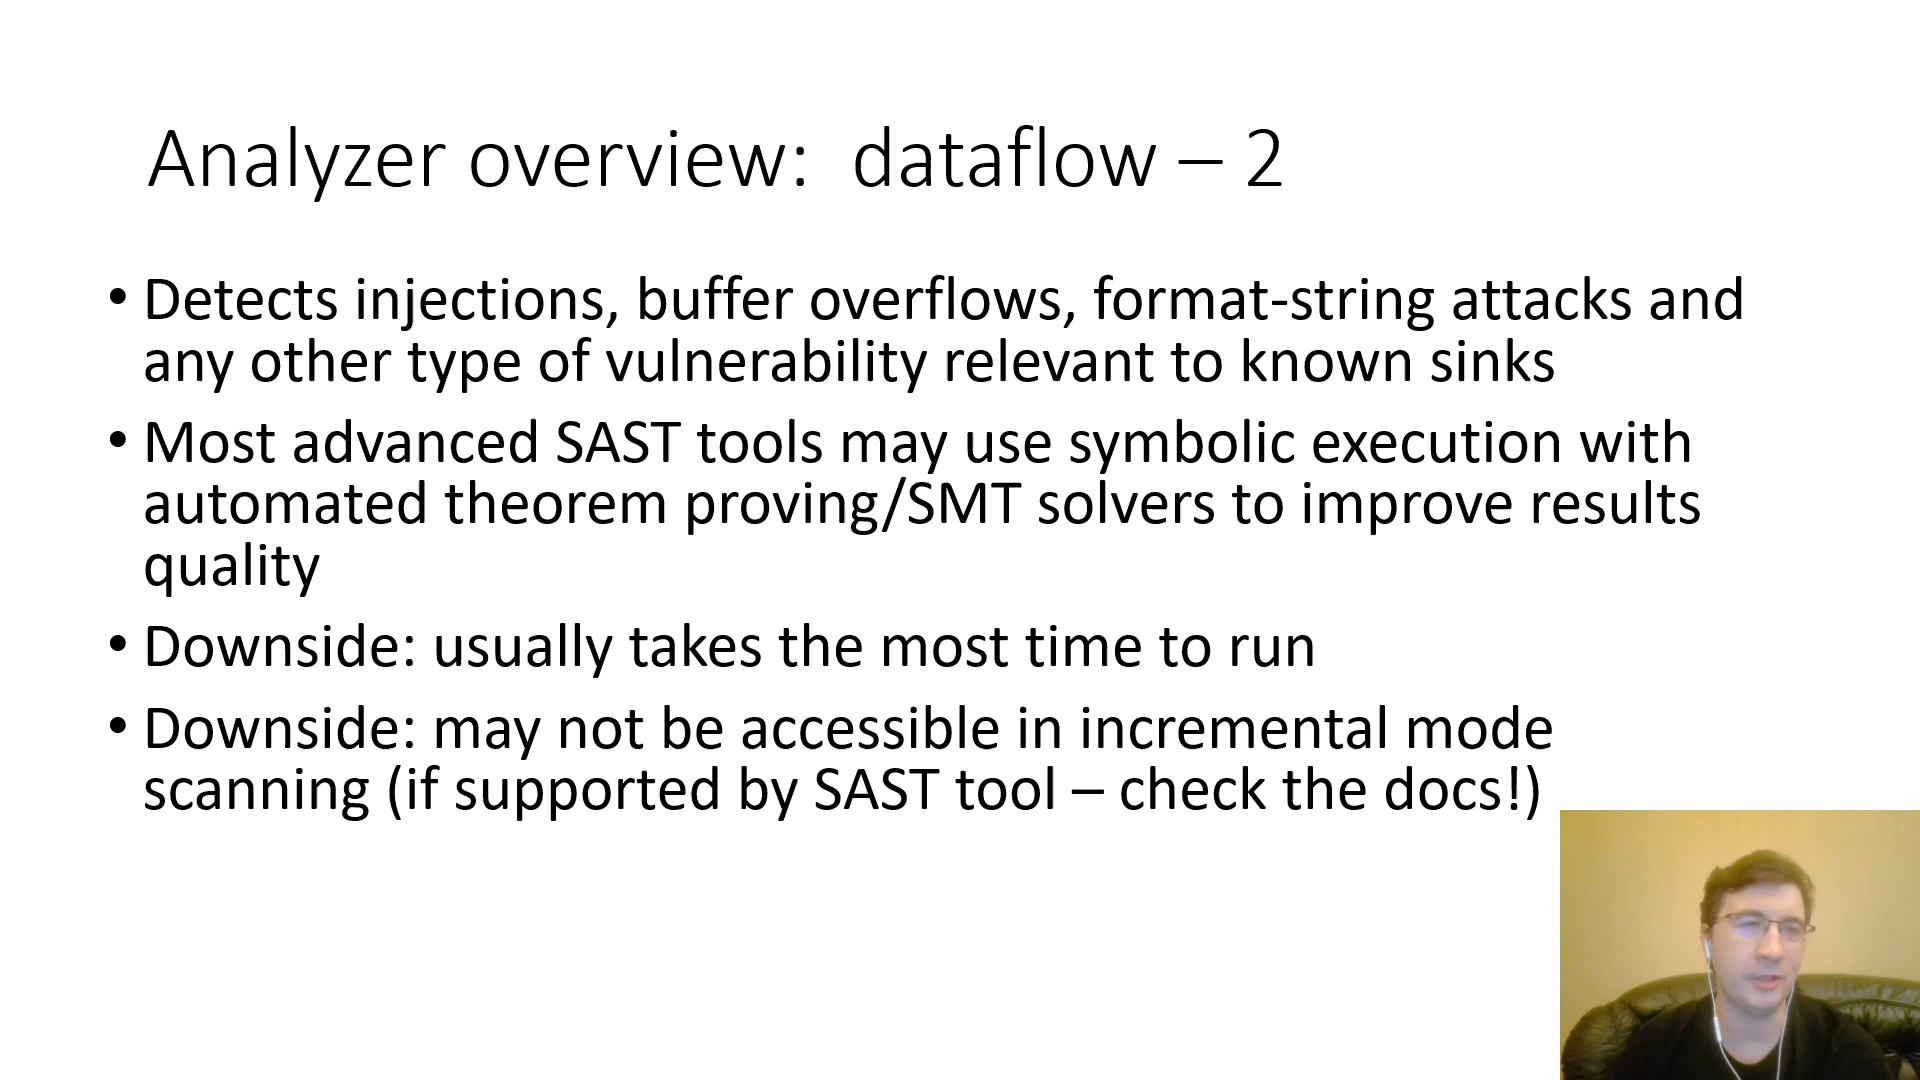 Analyzer overview: dataflow – 2
• Detects injections, buffer overflows, format-string attacks and
any other type of vulnerability relevant to known sinks
• Most advanced SAST tools may use symbolic execution with
automated theorem proving/SMT solvers to improve results
quality
• Downside: usually takes the most time to run
• Downside: may not be accessible in incremental mode
scanning (if supported by SAST tool – check the docs!)